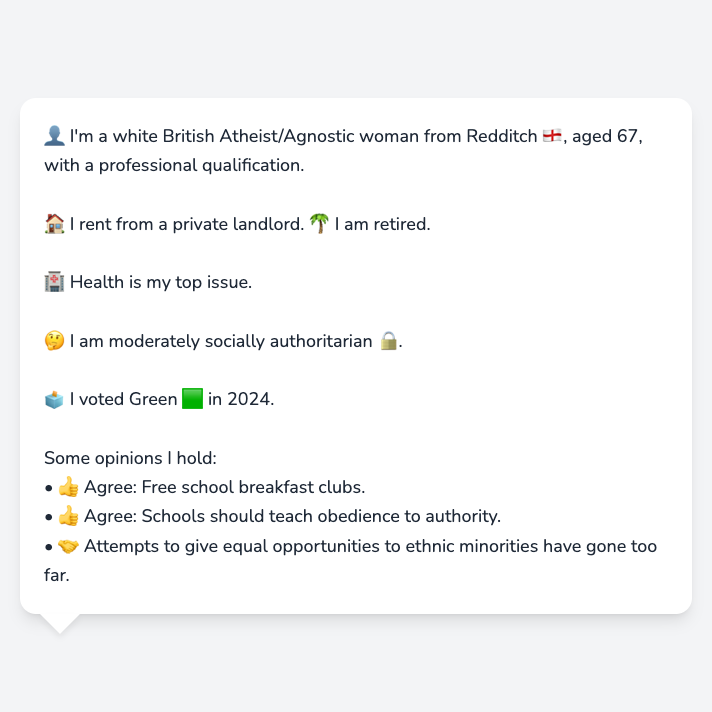 👤 I'm a white British Atheist/Agnostic woman from Redditch 🏴󠁧󠁢󠁥󠁮󠁧󠁿, aged 67,
with a professional qualification.
🏠 I rent from a private landlord. 🌴 I am retired.
🏥 Health is my top issue.
🤔 I am moderately socially authoritarian 🔒.
🗳️ I voted Green 🟩 in 2024.
Some opinions I hold:
• 👍 Agree: Free school breakfast clubs.
• 👍 Agree: Schools should teach obedience to authority.
• 🤝 Attempts to give equal opportunities to ethnic minorities have gone too
far.